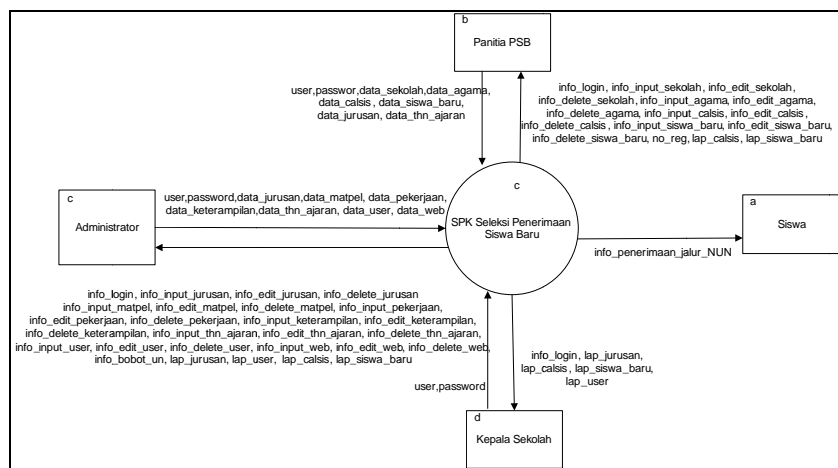 b
Panitia PSB
user,passwor,data_sekolah,data_agama,
data_calsis, data_siswa_baru,
data_jurusan, data_thn_ajaran
info_login, info_input_sekolah, info_edit_sekolah,
info_delete_sekolah, info_input_agama, info_edit_agama,
info_delete_agama, info_input_calsis, info_edit_calsis,
info_delete_calsis, info_input_siswa_baru, info_edit_siswa_baru,
info_delete_siswa_baru, no_reg, lap_calsis, lap_siswa_baru
c
Administrator
user,password,data_jurusan,data_matpel, data_pekerjaan,
data_keterampilan,data_thn_ajaran, data_user, data_web
c
SPK Seleksi Penerimaan
Siswa Baru
a
Siswa
info_penerimaan_jalur_NUN
info_login, info_input_jurusan, info_edit_jurusan, info_delete_jurusan
info_input_matpel, info_edit_matpel, info_delete_matpel, info_input_pekerjaan,
info_edit_pekerjaan, info_delete_pekerjaan, info_input_keterampilan, info_edit_keterampilan,
info_delete_keterampilan, info_input_thn_ajaran, info_edit_thn_ajaran, info_delete_thn_ajaran,
info_input_user, info_edit_user, info_delete_user, info_input_web, info_edit_web, info_delete_web,
info_bobot_un, lap_jurusan, lap_user, lap_calsis, lap_siswa_baru
user,password
info_login, lap_jurusan,
lap_calsis, lap_siswa_baru,
lap_user
d
Kepala Sekolah